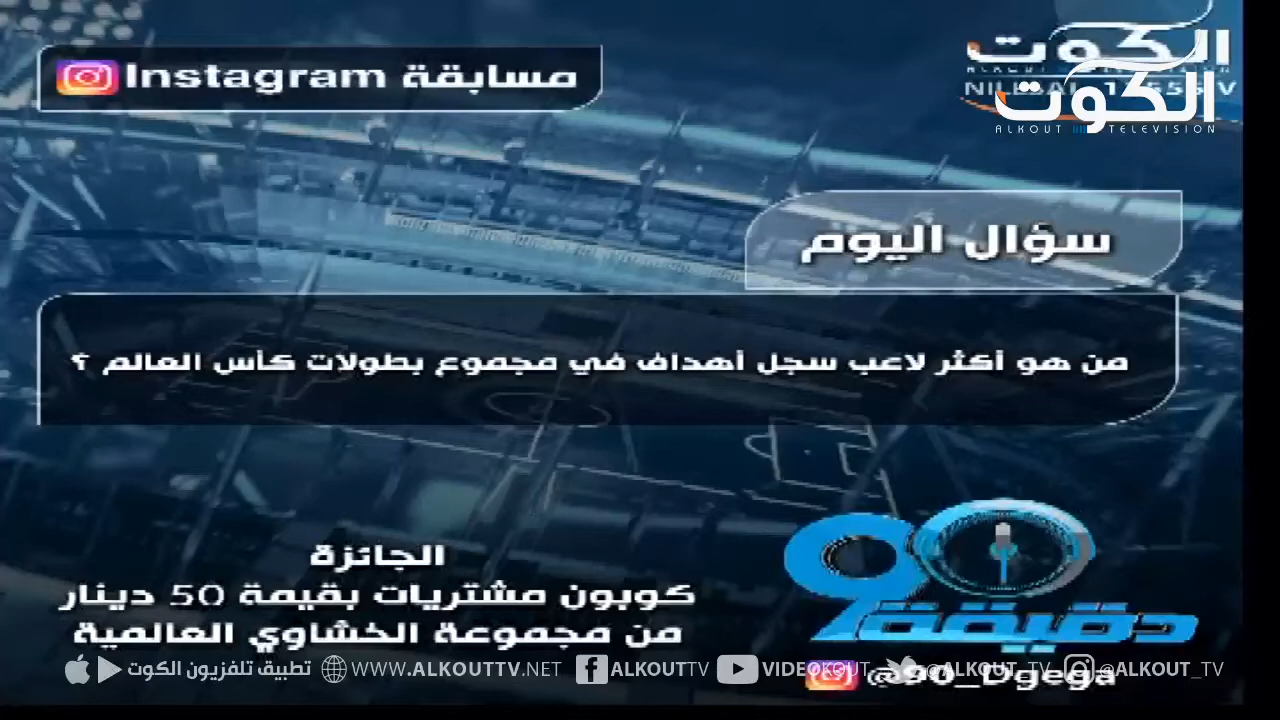 مسابقة Instagram
الكوت
الكوت
ALKOUT TELEVISION
سؤال اليوم
من هو أكثر لاعب سجل أهداف في مجموع بطولات كأس العالم ؟
الجائزة
كوبون مشتريات بقيمة 50 دينار
من مجموعة الخشاوي العالمية
90
دقيقة
@90_Dgega
تطبيق تلفزيون الكوت WWW.ALKOUTTV.NET ALKOUTTV VIDEOKOUT @ALKOUT_TV @ALKOUT_TV